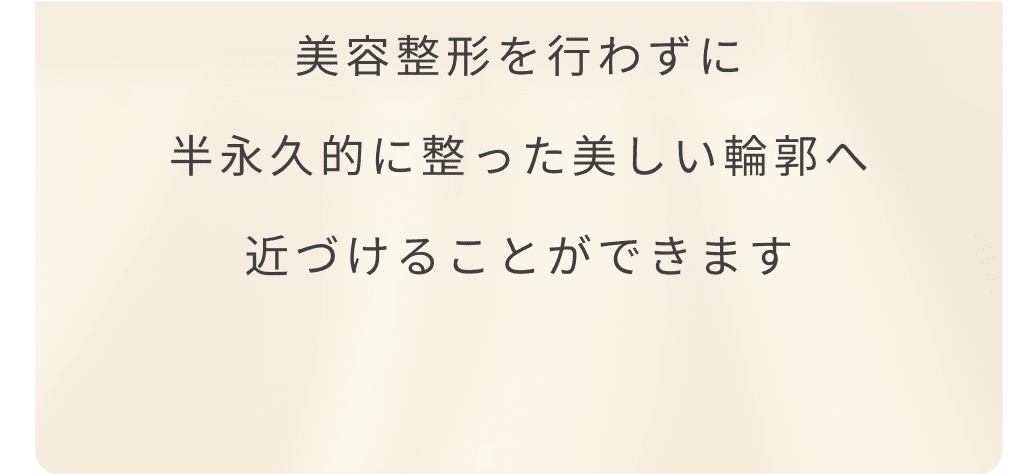 美容整形を行わずに
半永久的に整った美しい輪郭へ
近づけることができます